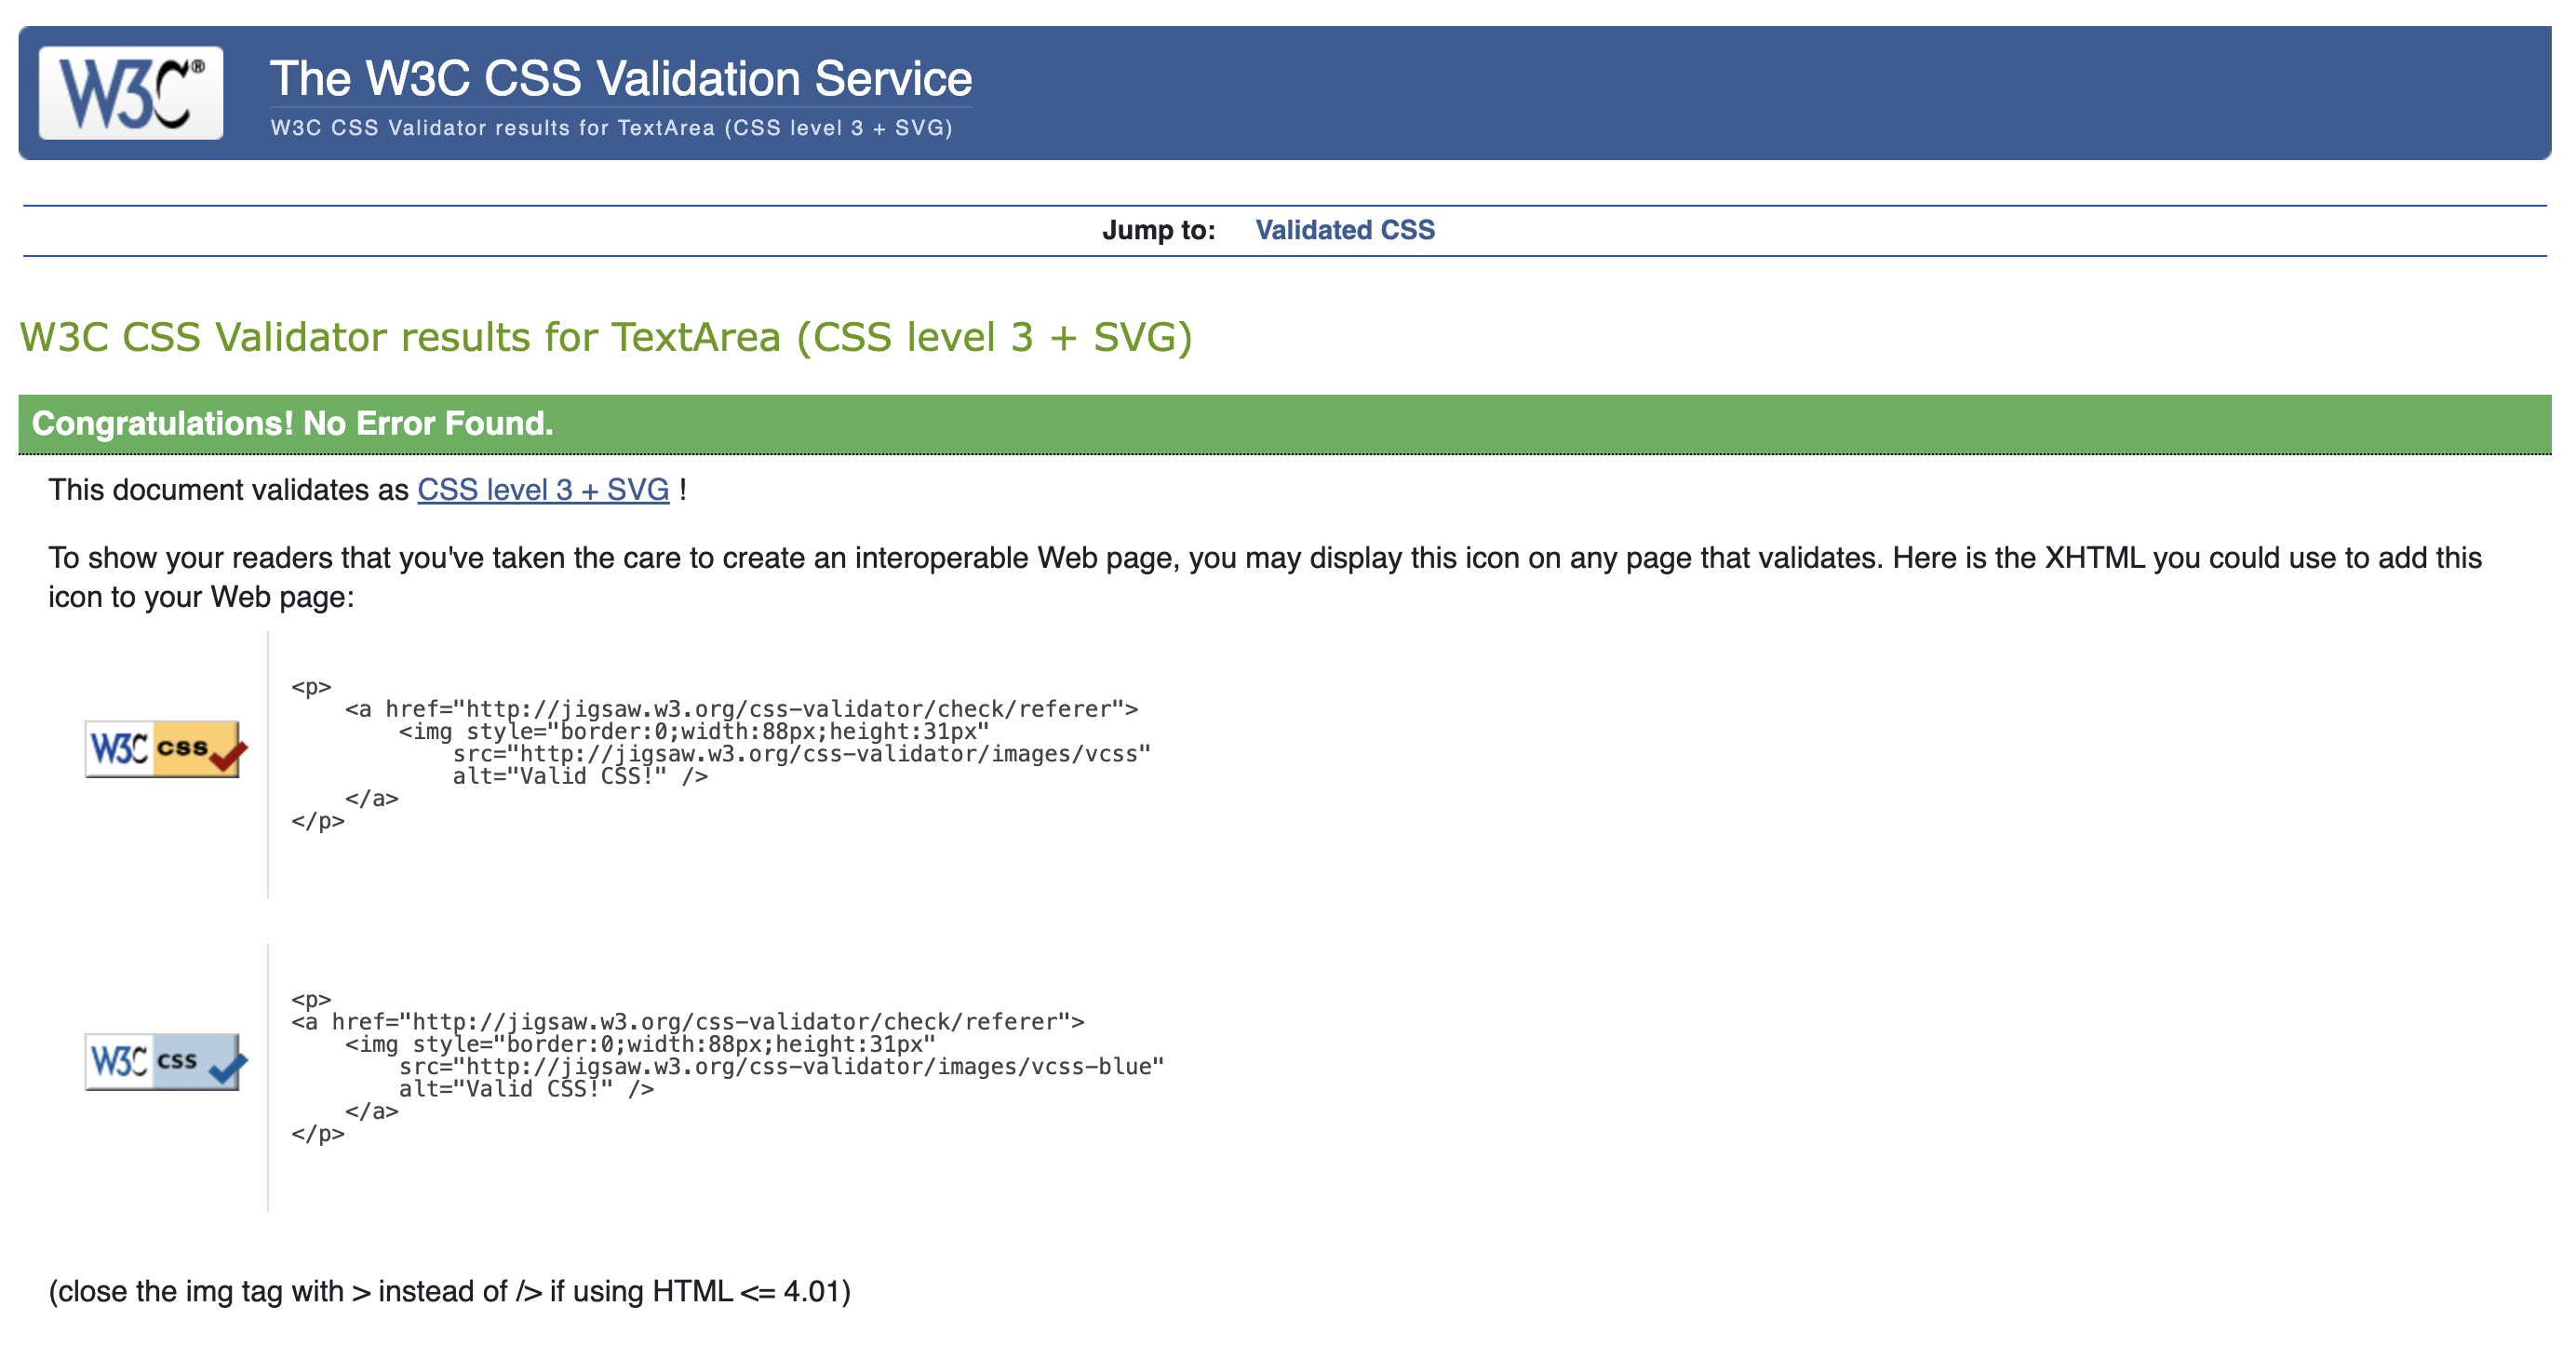 W3C®
The W3C CSS Validation Service
W3C CSS Validator results for TextArea (CSS level 3 + SVG)
Jump to: Validated CSS
W3C CSS Validator results for TextArea (CSS level 3 + SVG)
Congratulations! No Error Found.
This document validates as CSS level 3 + SVG !
To show your readers that you've taken the care to create an interoperable Web page, you may display this icon on any page that validates. Here is the XHTML you could use to add this
icon to your Web page:
W3C css
<p>
    <a href="http://jigsaw.w3.org/css-validator/check/referer">
        <img style="border:0;width:88px;height:31px"
            src="http://jigsaw.w3.org/css-validator/images/vcss"
            alt="Valid CSS!" />
    </a>
</p>
W3C css
<p>
<a href="http://jigsaw.w3.org/css-validator/check/referer">
    <img style="border:0;width:88px;height:31px"
        src="http://jigsaw.w3.org/css-validator/images/vcss-blue"
        alt="Valid CSS!" />
    </a>
</p>
(close the img tag with > instead of /> if using HTML <= 4.01)